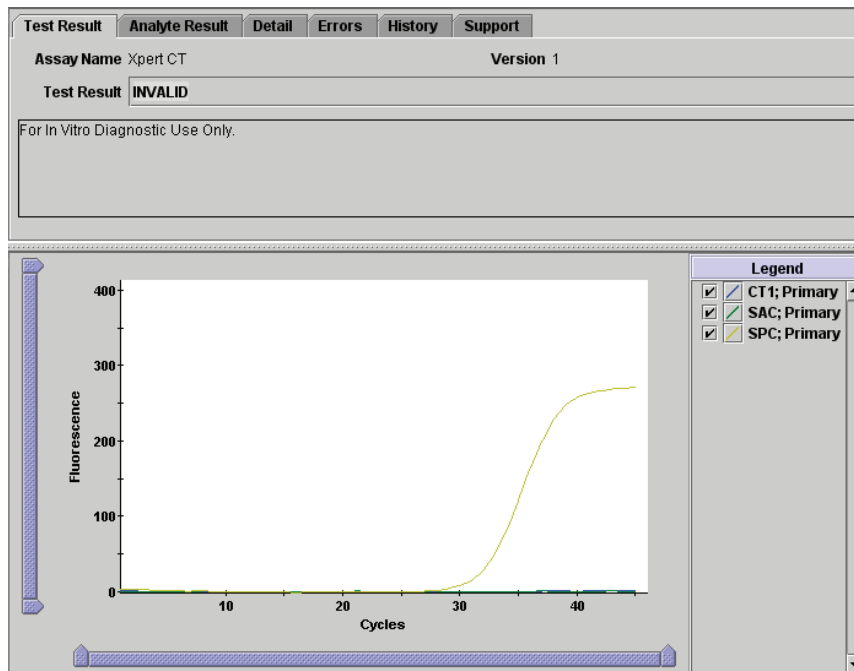 Test Result Analyte Result Detail Errors History Support
Assay Name Xpert CT Version 1
Test Result INVALID
For In Vitro Diagnostic Use Only.
Legend
CT1; Primary
SAC; Primary
SPC; Primary
400
300
200
100
0
Fluorescence
10 20 30 40
Cycles